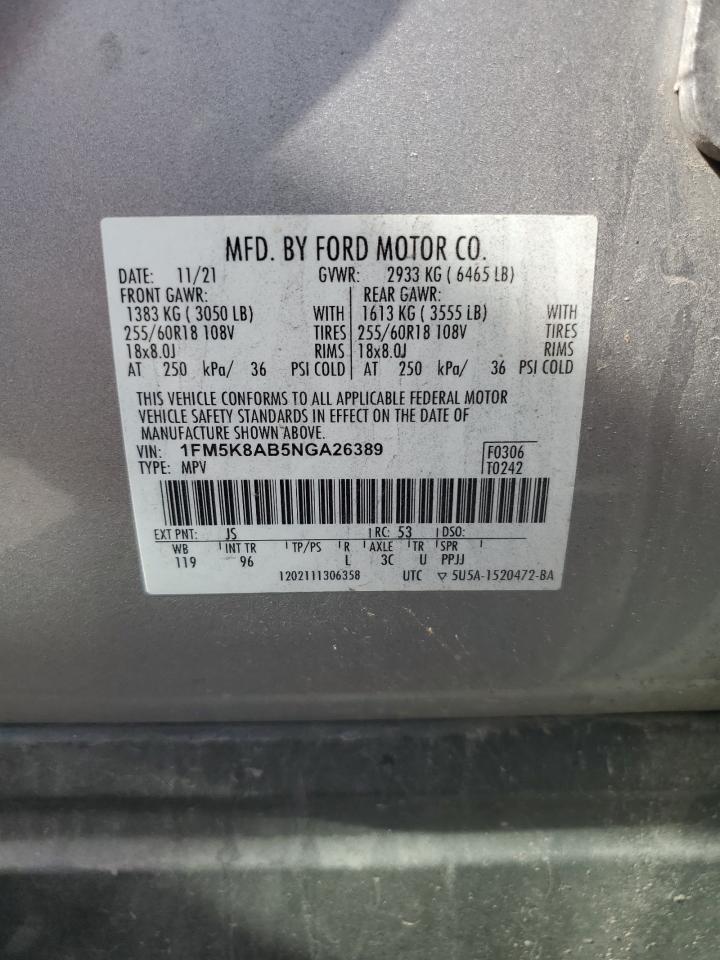 MFD. BY FORD MOTOR CO.
DATE: 11/21 GVWR: 2933 KG ( 6465 LB)
FRONT GAWR: REAR GAWR:
1383 KG ( 3050 LB) WITH 1613 KG ( 3555 LB) WITH
255/60R18 108V TIRES 255/60R18 108V TIRES
18x8.0J RIMS 18x8.0J RIMS
AT 250 kPa/ 36 PSI COLD AT 250 kPa/ 36 PSI COLD
THIS VEHICLE CONFORMS TO ALL APPLICABLE FEDERAL MOTOR
VEHICLE SAFETY STANDARDS IN EFFECT ON THE DATE OF
MANUFACTURE SHOWN ABOVE.
VIN: 1FM5K8AB5NGA26389 F0306
TYPE: MPV T0242
EXT PNT: JS RC: 53 DSO:
WB INT TR TP/PS R AXLE TR SPR
119 96 L 3C U PPJJ
1202111306358 UTC ▽ 5U5A-1520472-BA